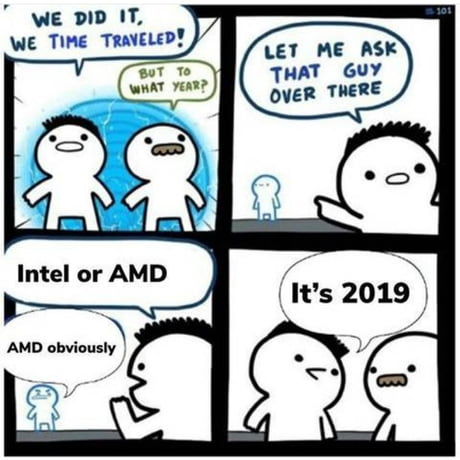 WE DID IT,
WE TIME TRAVELED!
BUT TO
WHAT YEAR?
101
LET ME ASK
THAT GUY
OVER THERE
Intel or AMD
AMD obviously
It's 2019